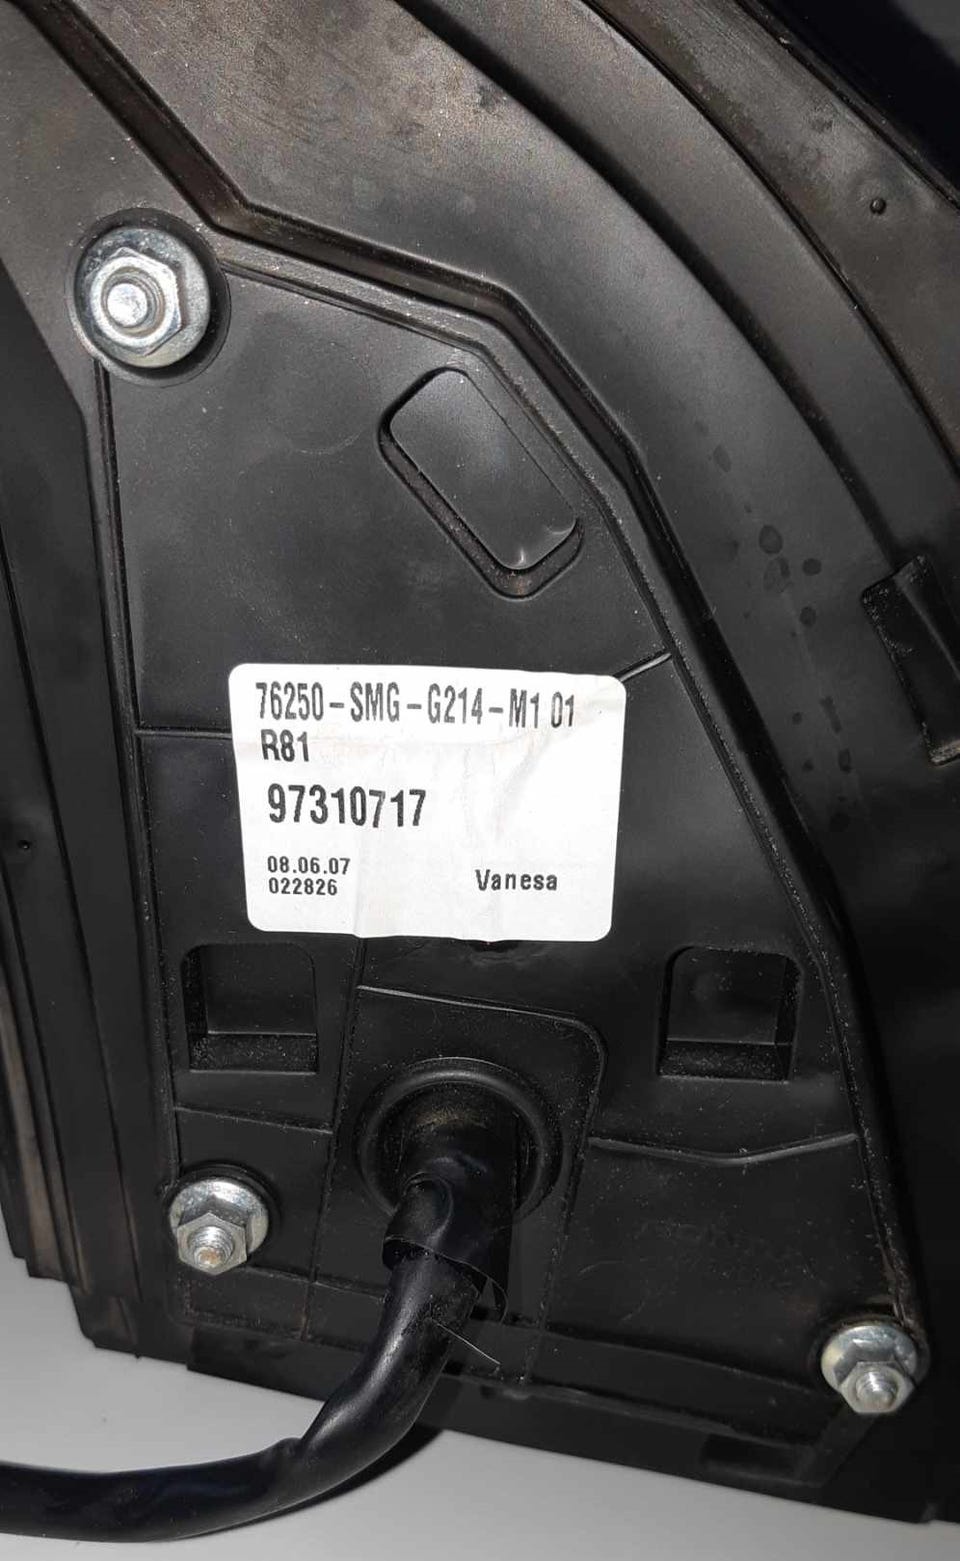 76250-SMG-G214-M1 01
R81
97310717
08.06.07
022826
Vanesa